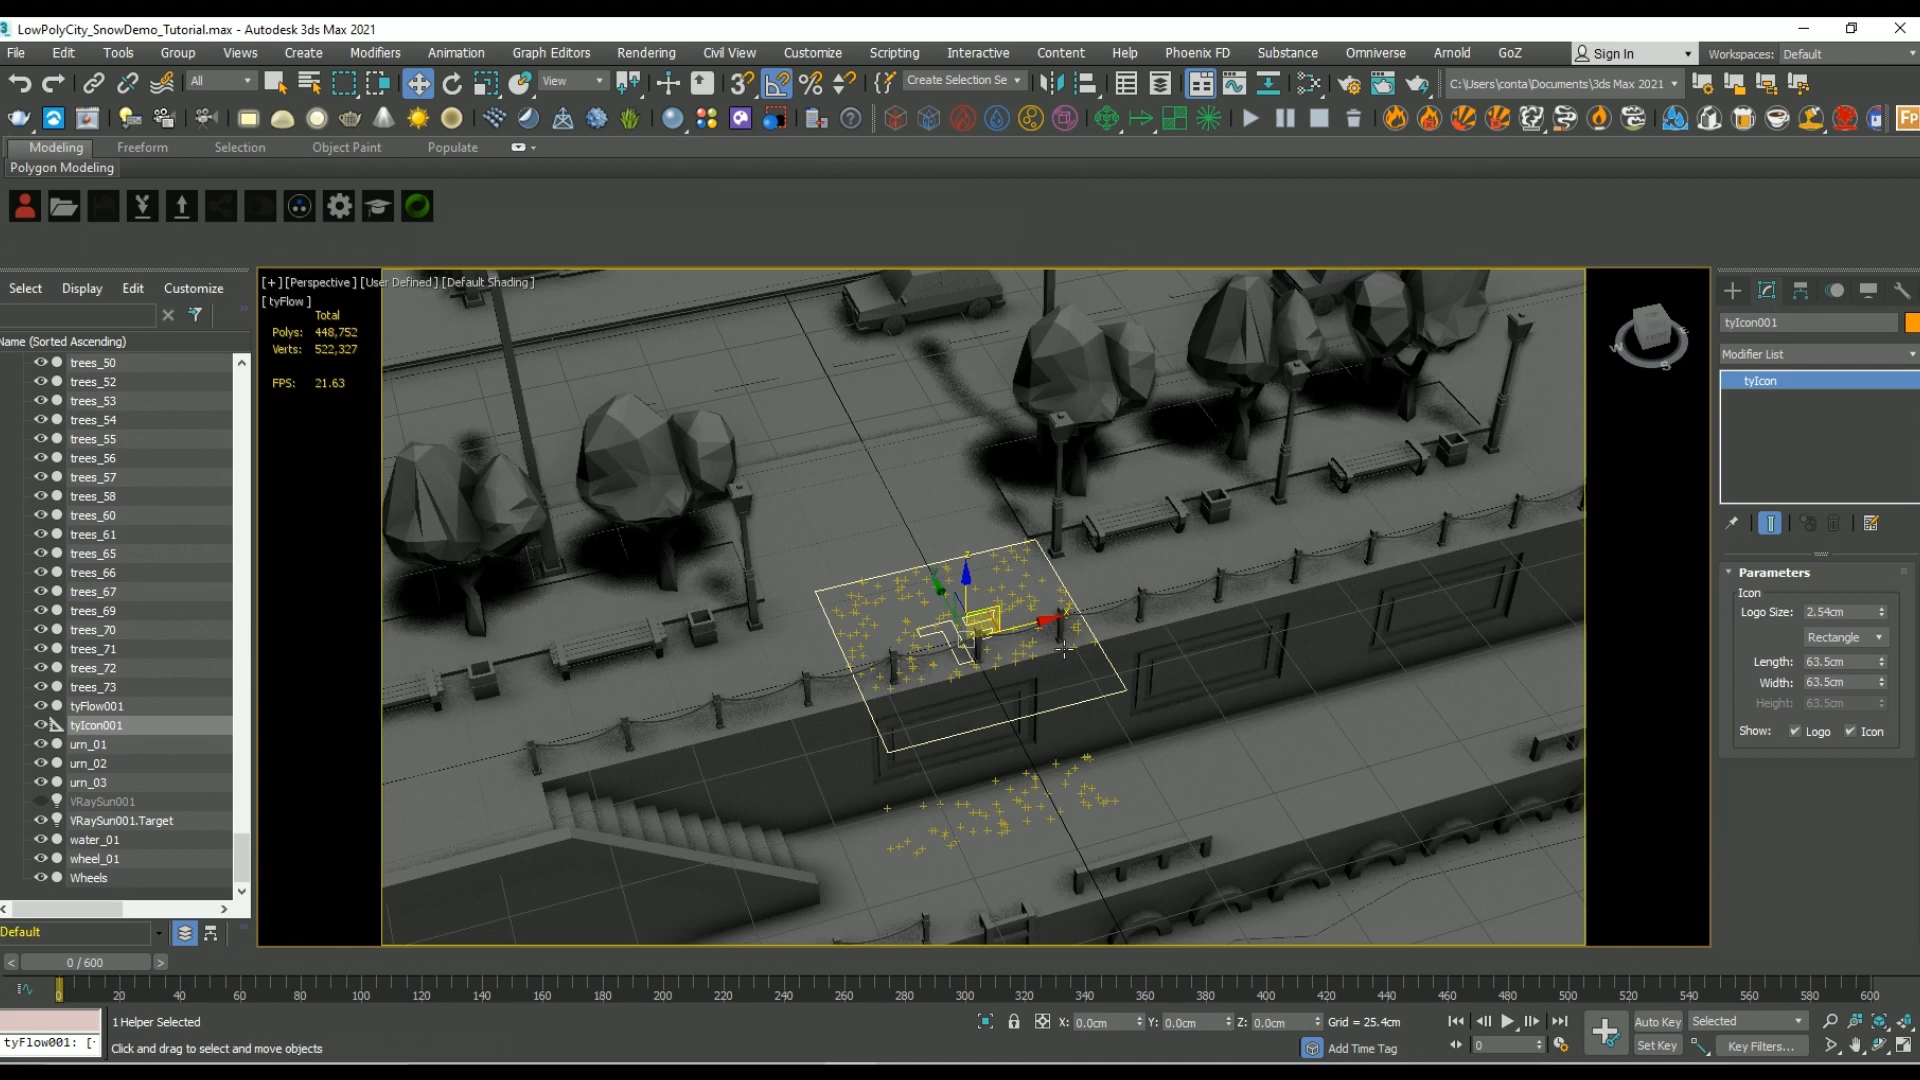 LowPolyCity_SnowDemo_Tutorial.max - Autodesk 3ds Max 2021
File Edit Tools Group Views Create Modifiers Animation Graph Editors Rendering Civil View Customize Scripting Interactive Content Help Phoenix FD Substance Omniverse Arnold GoZ Sign In Workspaces: Default
All View Create Selection Se C:\Users\conta\Documents\3ds Max 2021
Fp
Modeling Freeform Selection Object Paint Populate
Polygon Modeling
Select Display Edit Customize
Name (Sorted Ascending)
trees_50
trees_52
trees_53
trees_54
trees_55
trees_56
trees_57
trees_58
trees_60
trees_61
trees_65
trees_66
trees_67
trees_69
trees_70
trees_71
trees_72
trees_73
tyFlow001
tyIcon001
urn_01
urn_02
urn_03
VRaySun001
VRaySun001.Target
water_01
wheel_01
Wheels
Default
[+] [Perspective ] [User Defined ] [Default Shading ]
[ tyFlow ]
Total
Polys: 448,752
Verts: 522,327
FPS: 21.63
z
x
W
S
tyIcon001
Modifier List
tyIcon
Parameters
Icon
Logo Size: 2.54cm
Rectangle
Length: 63.5cm
Width: 63.5cm
Height: 63.5cm
Show: Logo Icon
< 0 / 600 >
0 20 40 60 80 100 120 140 160 180 200 220 240 260 280 300 320 340 360 380 400 420 440 460 480 500 520 540 560 580 600
1 Helper Selected
X: 0.0cm Y: 0.0cm Z: 0.0cm Grid = 25.4cm
Auto Key Selected
tyFlow001: [
Click and drag to select and move objects
Add Time Tag
0
Set Key Key Filters...